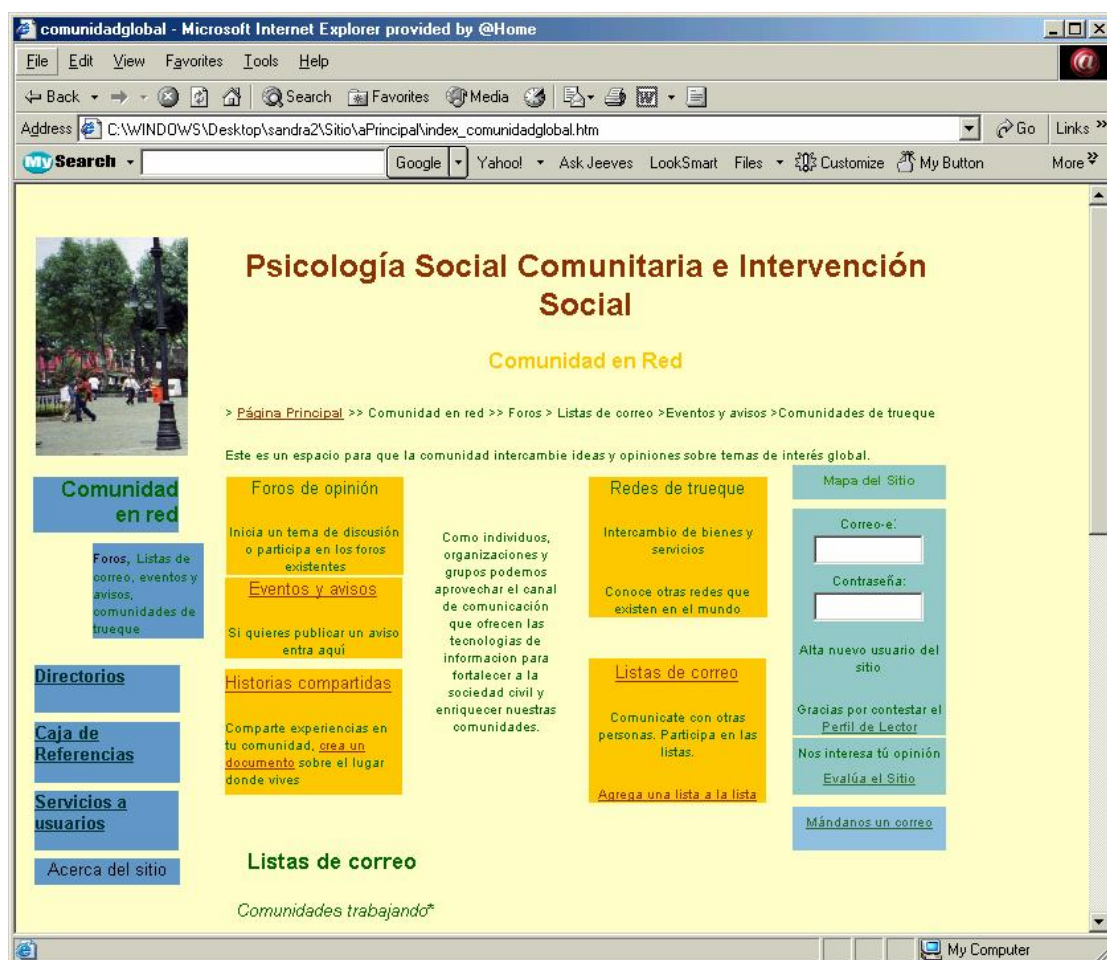 comunidadglobal - Microsoft Internet Explorer provided by @Home
File Edit View Favorites Tools Help
Back Search Favorites Media
Address C:\WINDOWS\Desktop\sandra2\Sitio\aPrincipal\index_comunidadglobal.htm Go Links »
My Search Google Yahoo! Ask Jeeves LookSmart Files Customize My Button More
Psicología Social Comunitaria e Intervención
Social
Comunidad en Red
> Página Principal >> Comunidad en red >> Foros > Listas de correo >Eventos y avisos >Comunidades de trueque
Este es un espacio para que la comunidad intercambie ideas y opiniones sobre temas de interés global.
Comunidad
en red
Foros, Listas de
correo, eventos y
avisos,
comunidades de
trueque
Directorios
Caja de
Referencias
Servicios a
usuarios
Acerca del sitio
Foros de opinión
Inicia un tema de discusión
o participa en los foros
existentes
Eventos y avisos
Si quieres publicar un aviso
entra aquí
Historias compartidas
Comparte experiencias en
tu comunidad, crea un
documento sobre el lugar
donde vives
Como individuos,
organizaciones y
grupos podemos
aprovechar el canal
de comunicación
que ofrecen las
tecnologias de
informacion para
fortalecer a la
sociedad civil y
enriquecer nuestras
comunidades.
Redes de trueque
Intercambio de bienes y
servicios
Conoce otras redes que
existen en el mundo
Listas de correo
Comunicate con otras
personas. Participa en las
listas.
Agrega una lista a la lista
Mapa del Sitio
Correo-e:
Contraseña:
Alta nuevo usuario del
sitio
Gracias por contestar el
Perfil de Lector
Nos interesa tú opinión
Evalúa el Sitio
Mándanos un correo
Listas de correo
Comunidades trabajando*
My Computer